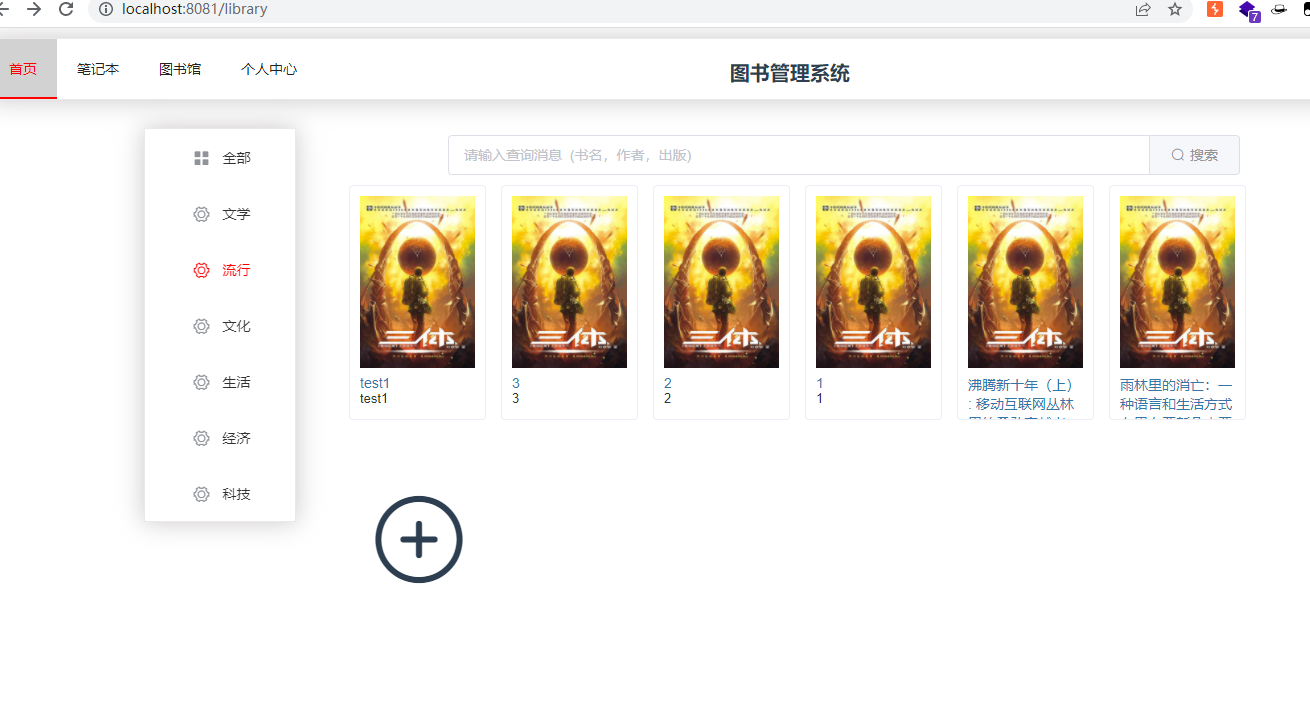 localhost:8081/library
7
首页 笔记本 图书馆 个人中心 图书管理系统
请输入查询消息 (书名，作者，出版) 搜索
全部
文学
流行
文化
生活
经济
科技
三体
三体
三体
三体
三体
三体
test1
test1
3
3
2
2
1
1
沸腾新十年（上）
: 移动互联网丛林
雨林里的消亡：一
种语言和生活方式